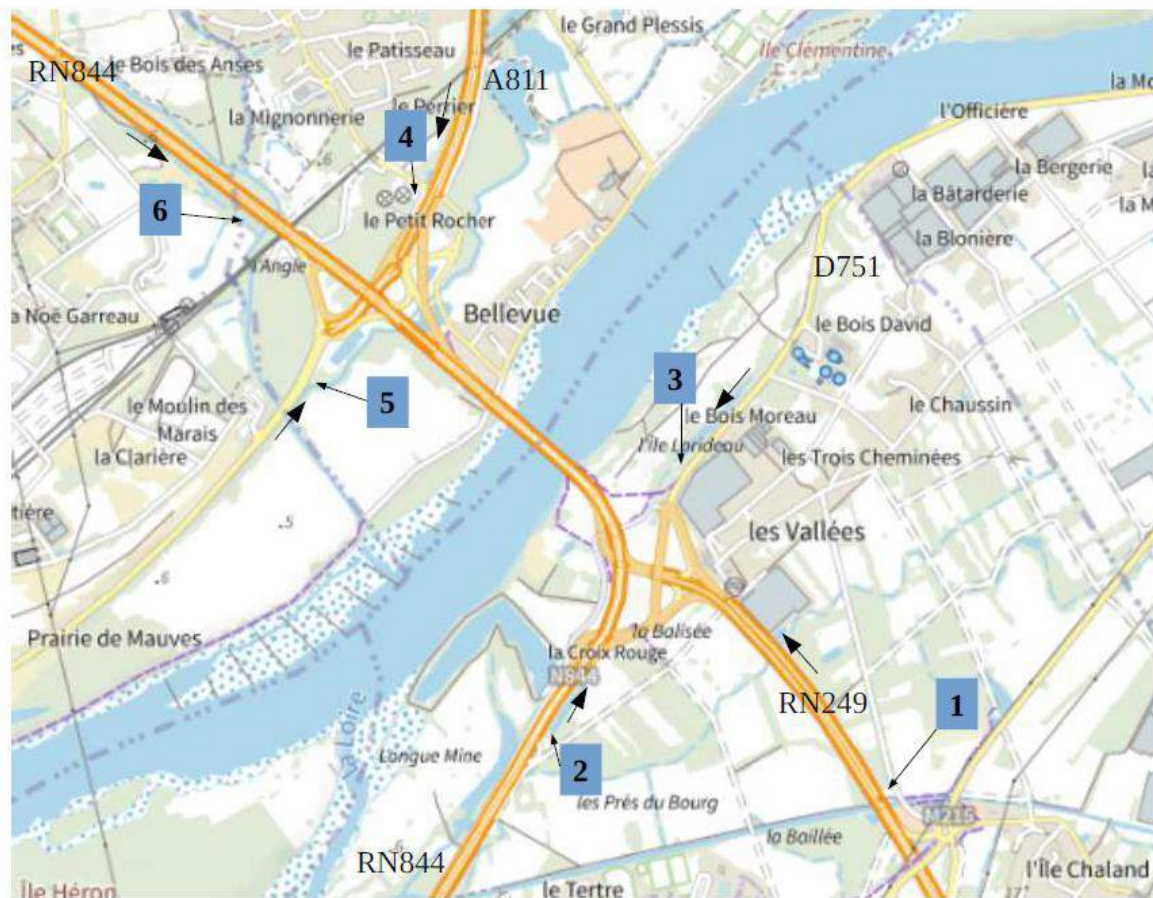 le Grand Plessis
Île Clémentine
le Patisseau
RN844
le Bois des Anses
A811
la Mignonnerie
le Perrier
l'Officière
4
la Bergerie
6
le Petit Rocher
la Bâtarderie
la Blonière
l'Angle
D751
la Noë Garreau
Bellevue
le Bois David
3
5
le Moulin des
Marais
le Bois Moreau
le Chaussin
la Clarière
l'île Lorideau
les Trois Cheminées
.5
les Vallées
.6
Prairie de Mauves
la Balisée
la Croix Rouge
N844
RN249
1
La Loire
Longue Mine
2
les Prés du Bourg
M215
la Baillée
RN844
Île Héron
le Tertre
l'Île Chaland